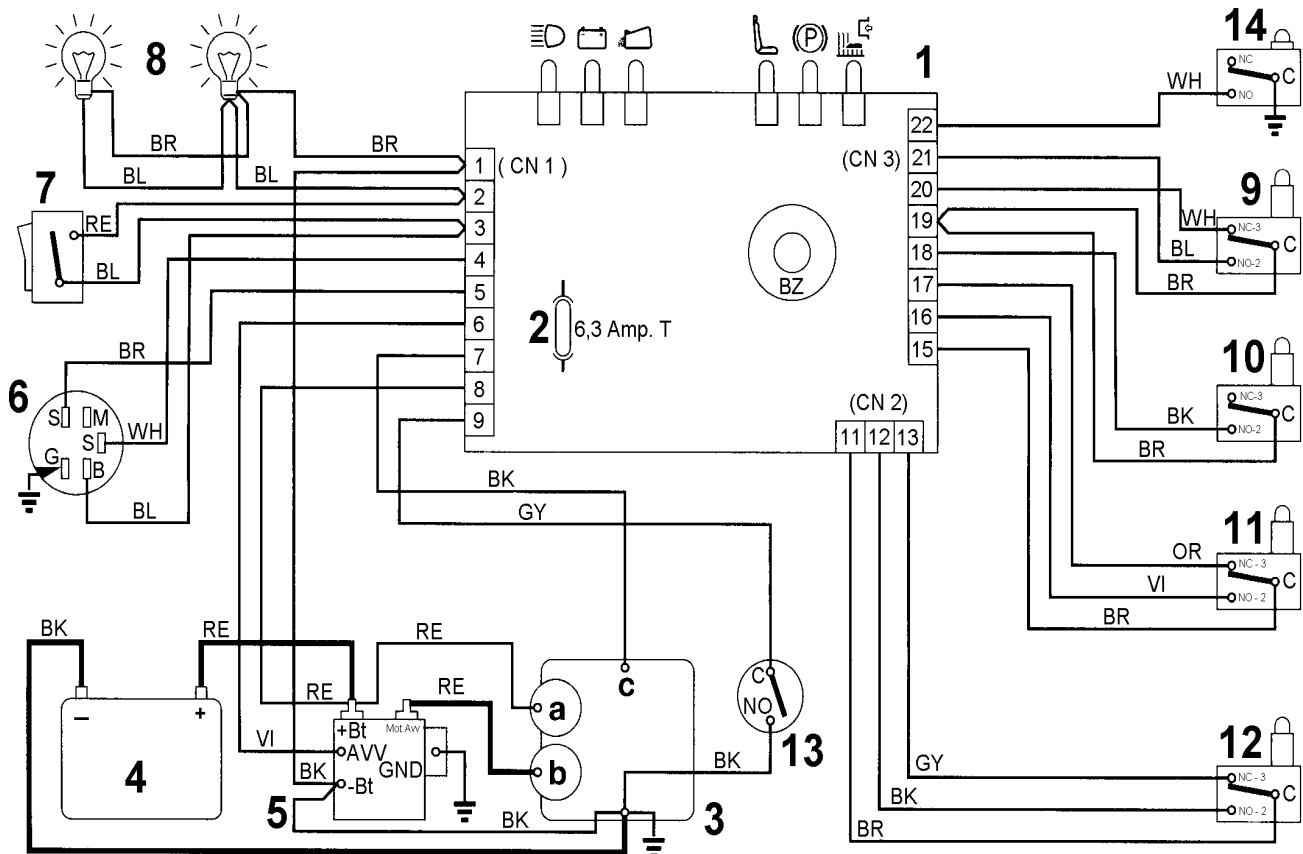 8
1
14
NC
C
NO
WH
BR
BR
BL
BL
7
RE
BL
(CN 1)
1
2
3
4
5
6
7
8
9
P
(CN 3)
22
21
20
19
18
17
16
15
BZ
2
6,3 Amp. T
(CN 2)
11 12 13
9
WH
NC-3
C
BL
NO-2
BR
10
NC-3
C
BK
NO-2
BR
11
OR
NC - 3
C
VI
NO - 2
BR
12
GY
NC - 3
C
BK
NO - 2
BR
6
BR
S
M
WH
S
G
B
BL
BK
GY
BK
RE
RE
RE
RE
–
+
4
VI
BK
5
+Bt
Mot.Avv
AVV
GND
-Bt
BK
a
b
c
3
BK
C
NO
13